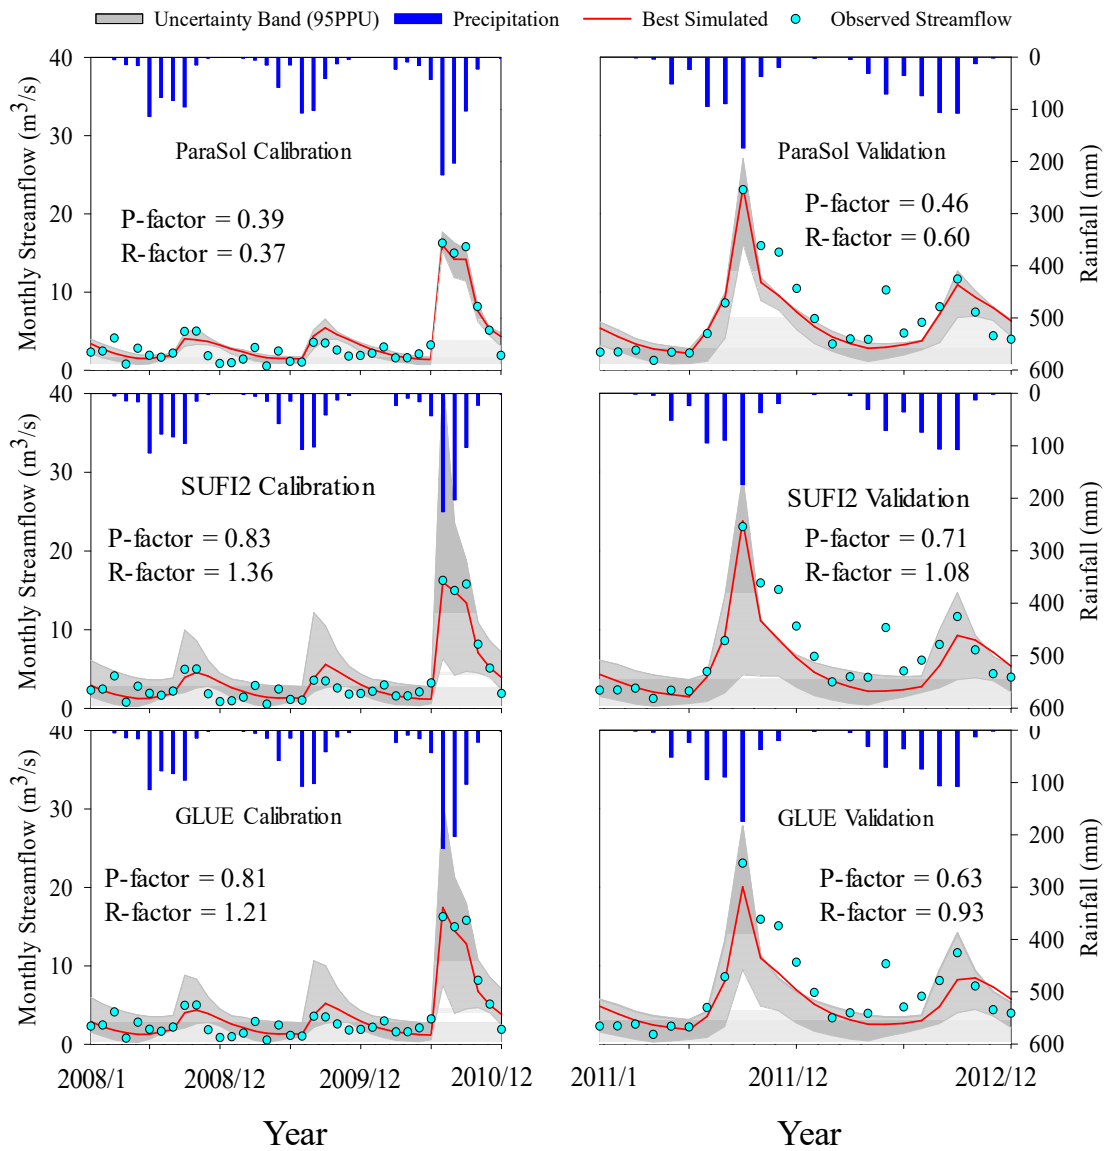 Uncertainty Band (95PPU) Precipitation Best Simulated Observed Streamflow
Monthly Streamflow (m3/s)
40
30
20
10
0
ParaSol Calibration
P-factor = 0.39
R-factor = 0.37
ParaSol Validation
P-factor = 0.46
R-factor = 0.60
0
100
200
300
400
500
600
Rainfall (mm)
Monthly Streamflow (m3/s)
40
30
20
10
0
SUFI2 Calibration
P-factor = 0.83
R-factor = 1.36
SUFI2 Validation
P-factor = 0.71
R-factor = 1.08
0
100
200
300
400
500
600
Rainfall (mm)
Monthly Streamflow (m3/s)
40
30
20
10
0
GLUE Calibration
P-factor = 0.81
R-factor = 1.21
GLUE Validation
P-factor = 0.63
R-factor = 0.93
0
100
200
300
400
500
600
Rainfall (mm)
2008/1 2008/12 2009/12 2010/12
2011/1 2011/12 2012/12
Year
Year